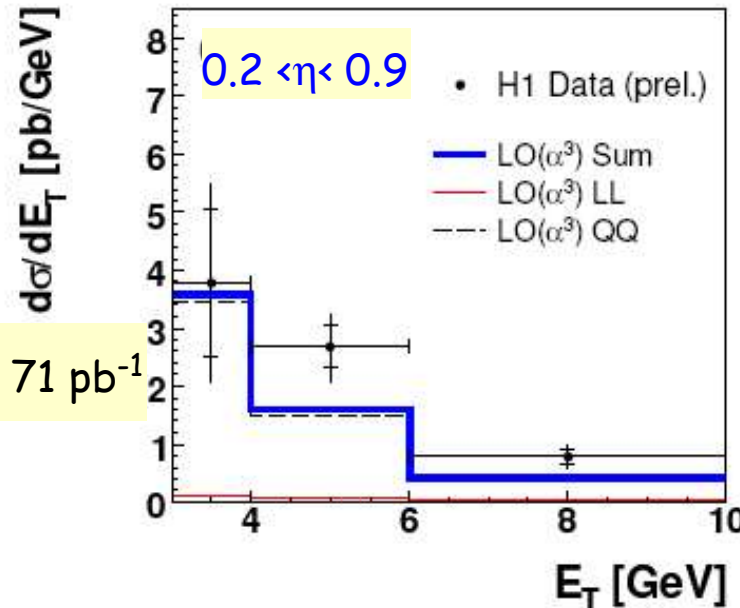 dσ/dE_T [pb/GeV]
0.2 <η< 0.9
H1 Data (prel.)
LO(α³) Sum
LO(α³) LL
LO(α³) QQ
71 pb⁻¹
8
7
6
5
4
3
2
1
0
4 6 8 10
E_T [GeV]